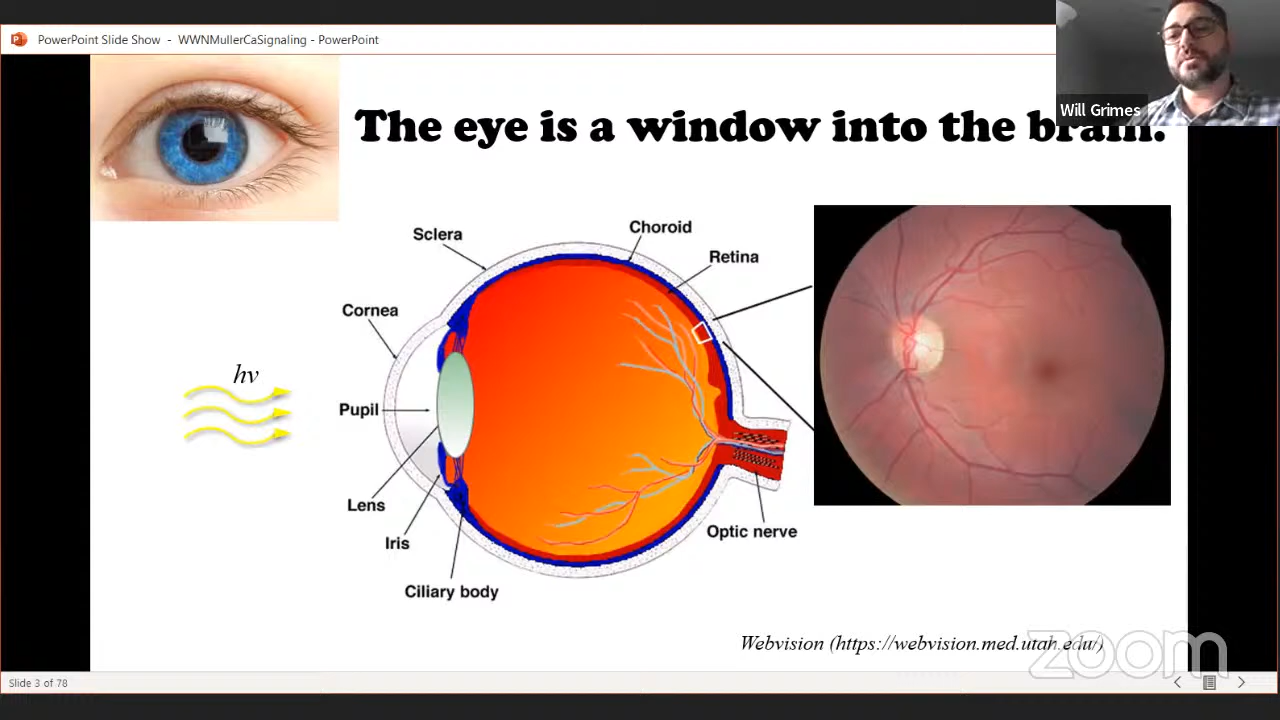 PowerPoint Slide Show - WWNMullerCaSignaling - PowerPoint
Will Grimes
The eye is a window into the brain.
Sclera
Choroid
Retina
Cornea
hv
Pupil
Lens
Iris
Optic nerve
Ciliary body
Webvision (https://webvision.med.utah.edu/)
zoom
Slide 3 of 78